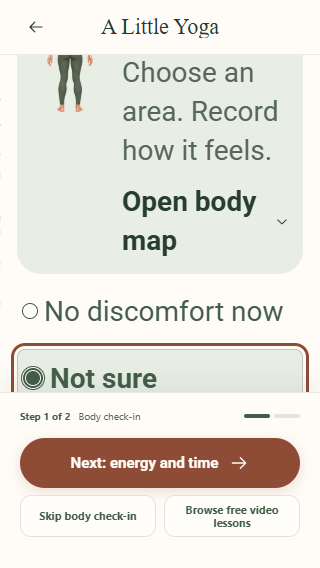 A Little Yoga
Choose an
area. Record
how it feels.
Open body
map
No discomfort now
Not sure
Step 1 of 2 Body check-in
Next: energy and time
Skip body check-in
Browse free video
lessons